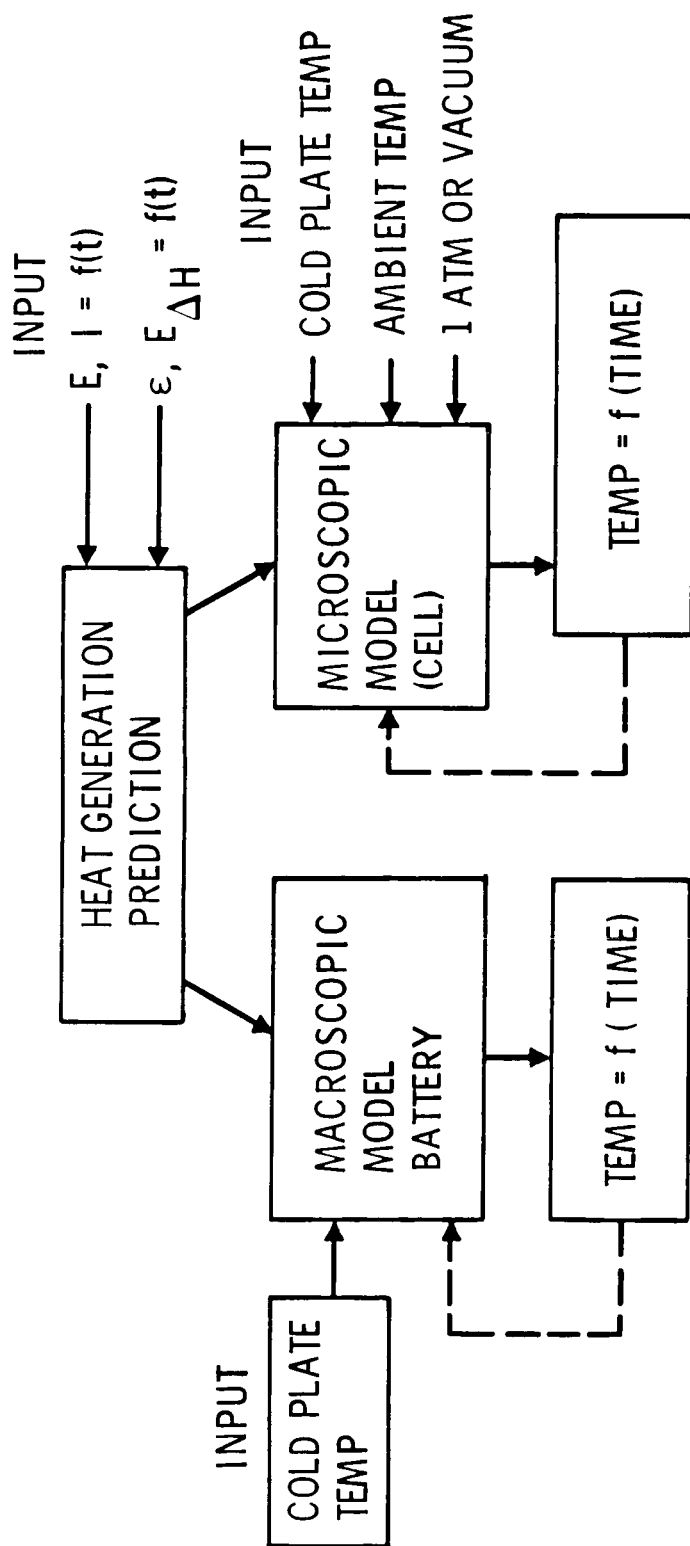 INPUT
E, I = f(t)
ε, E ΔH = f(t)
HEAT GENERATION
PREDICTION
INPUT
COLD PLATE
TEMP
MACROSCOPIC
MODEL
BATTERY
MICROSCOPIC
MODEL
(CELL)
INPUT
COLD PLATE TEMP
AMBIENT TEMP
1 ATM OR VACUUM
TEMP = f ( TIME)
TEMP = f (TIME)